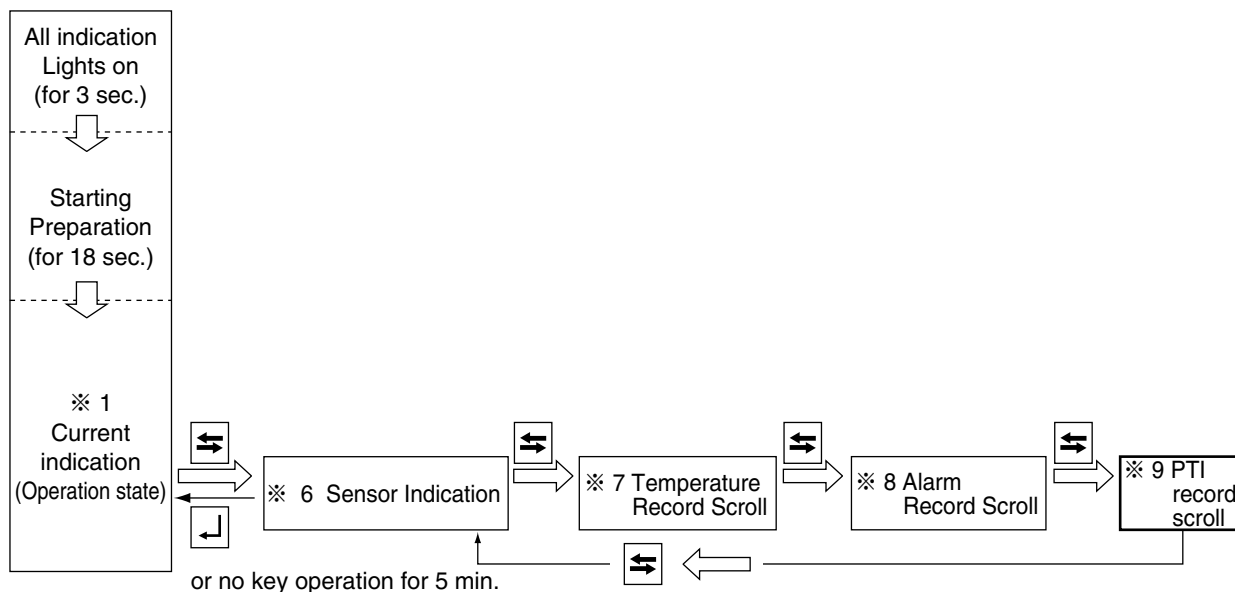 All indication
Lights on
(for 3 sec.)
Starting
Preparation
(for 18 sec.)
※ 1
Current
indication
(Operation state)
※ 6 Sensor Indication
※ 7 Temperature
Record Scroll
※ 8 Alarm
Record Scroll
※ 9 PTI
record
scroll
or no key operation for 5 min.